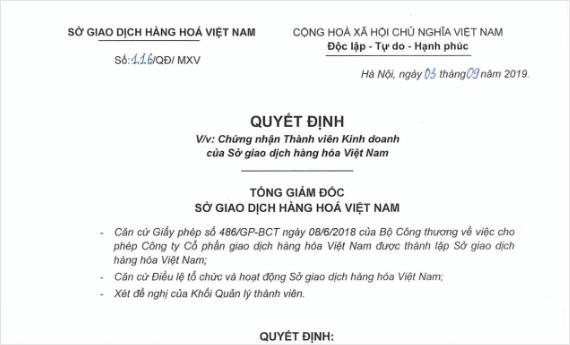 SỞ GIAO DỊCH HÀNG HOÁ VIỆT NAM
CỘNG HOÀ XÃ HỘI CHỦ NGHĨA VIỆT NAM
Độc lập - Tự do - Hạnh phúc
Số: 116/QĐ/ MXV
Hà Nội, ngày 03 tháng 09 năm 2019.
QUYẾT ĐỊNH
V/v: Chứng nhận Thành viên Kinh doanh
của Sở giao dịch hàng hóa Việt Nam
TỔNG GIÁM ĐỐC
SỞ GIAO DỊCH HÀNG HOÁ VIỆT NAM
- Căn cứ Giấy phép số 486/GP-BCT ngày 08/6/2018 của Bộ Công thương về việc cho
phép Công ty Cổ phần giao dịch hàng hóa Việt Nam được thành lập Sở giao dịch
hàng hóa Việt Nam;
- Căn cứ Điều lệ tổ chức và hoạt động Sở giao dịch hàng hóa Việt Nam;
- Xét đề nghị của Khối Quản lý thành viên.
QUYẾT ĐỊNH: